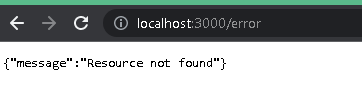 localhost:3000/error
{"message":"Resource not found"}